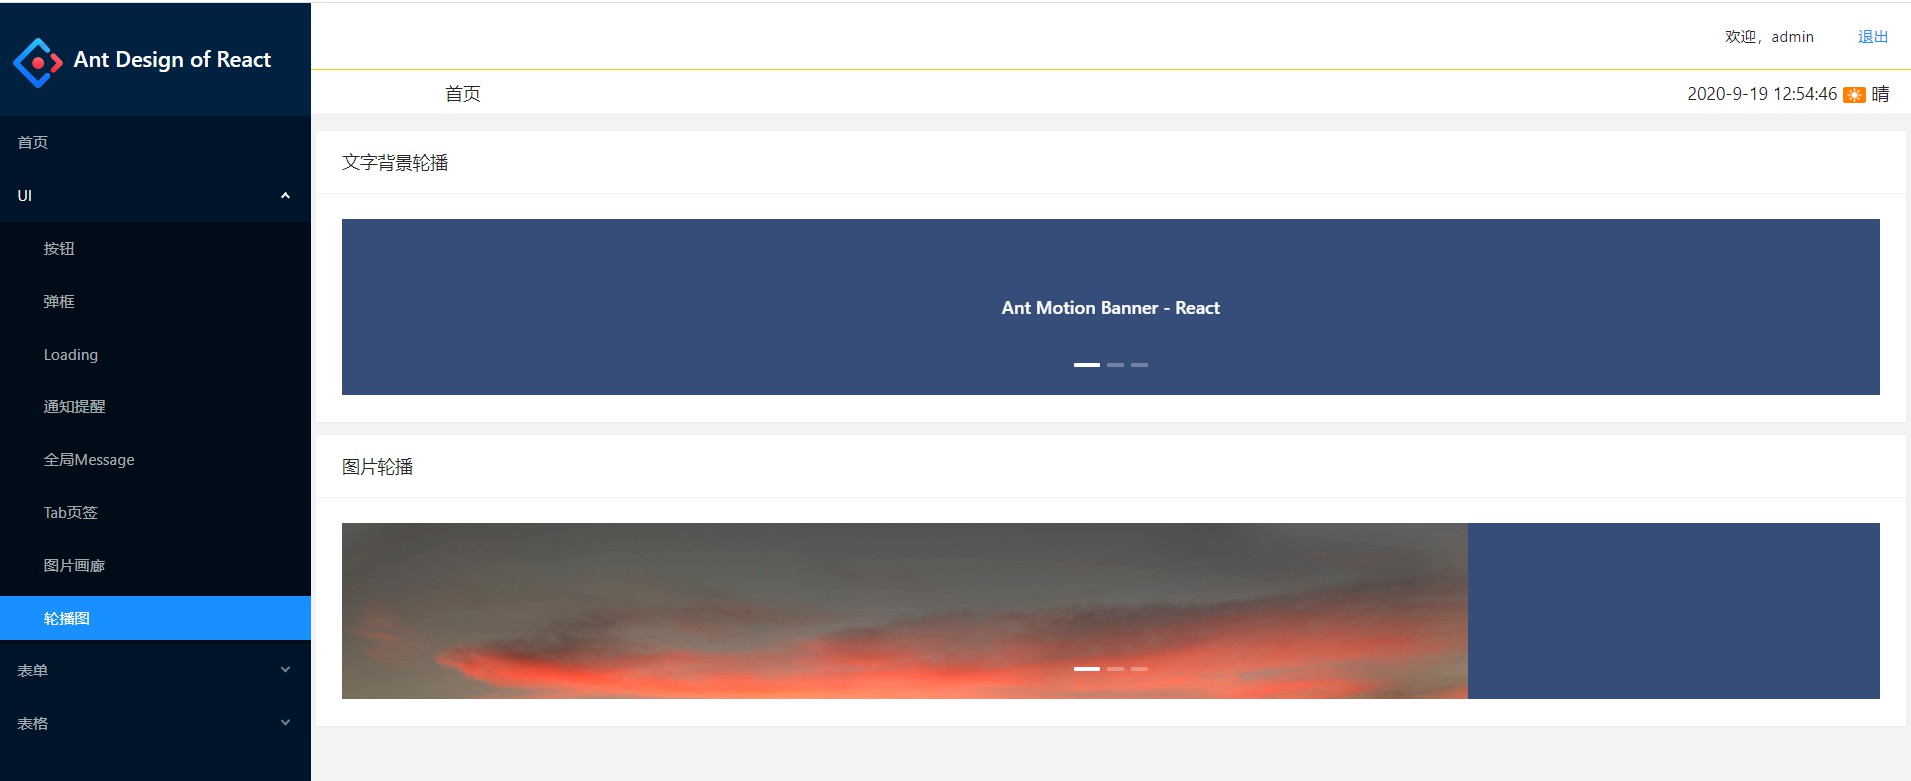 Ant Design of React
首页
UI
按钮
弹框
Loading
通知提醒
全局Message
Tab页签
图片画廊
轮播图
表单
表格
欢迎，admin 退出
首页 2020-9-19 12:54:46 晴
文字背景轮播
Ant Motion Banner - React
图片轮播